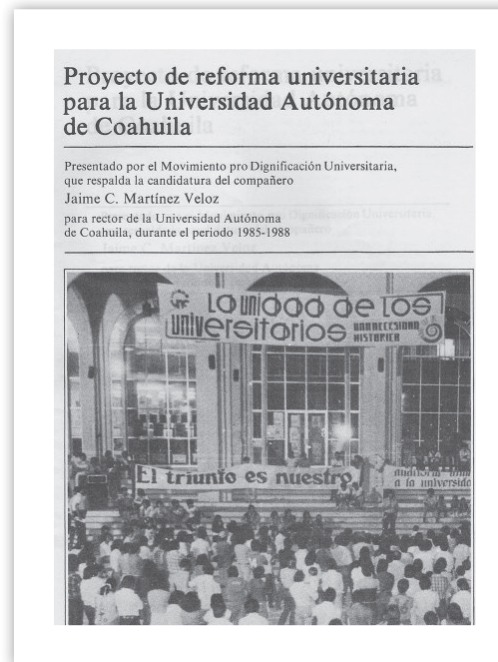 Proyecto de reforma universitaria
para la Universidad Autónoma
de Coahuila
Presentado por el Movimiento pro Dignificación Universitaria,
que respalda la candidatura del compañero
Jaime C. Martínez Veloz
para rector de la Universidad Autónoma
de Coahuila, durante el periodo 1985-1988
La unidad de los
universitarios
UNA NECESIDAD
HISTORICA
El triunfo es nuestro
a la universida